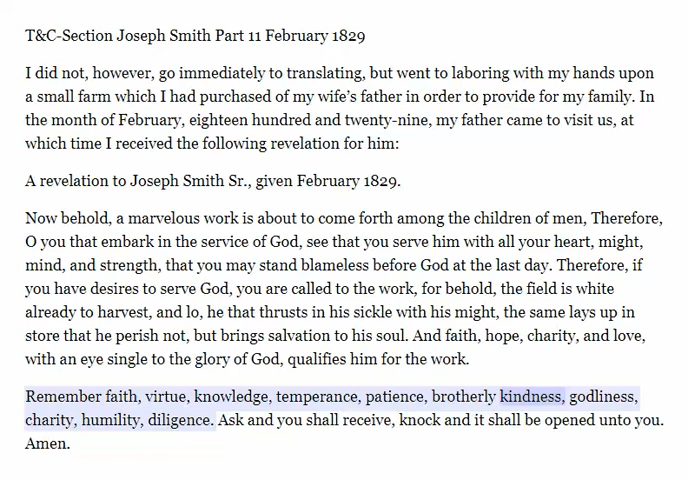 T&C-Section Joseph Smith Part 11 February 1829
I did not, however, go immediately to translating, but went to laboring with my hands upon
a small farm which I had purchased of my wife’s father in order to provide for my family. In
the month of February, eighteen hundred and twenty-nine, my father came to visit us, at
which time I received the following revelation for him:
A revelation to Joseph Smith Sr., given February 1829.
Now behold, a marvelous work is about to come forth among the children of men, Therefore,
O you that embark in the service of God, see that you serve him with all your heart, might,
mind, and strength, that you may stand blameless before God at the last day. Therefore, if
you have desires to serve God, you are called to the work, for behold, the field is white
already to harvest, and lo, he that thrusts in his sickle with his might, the same lays up in
store that he perish not, but brings salvation to his soul. And faith, hope, charity, and love,
with an eye single to the glory of God, qualifies him for the work.
Remember faith, virtue, knowledge, temperance, patience, brotherly kindness, godliness,
charity, humility, diligence. Ask and you shall receive, knock and it shall be opened unto you.
Amen.